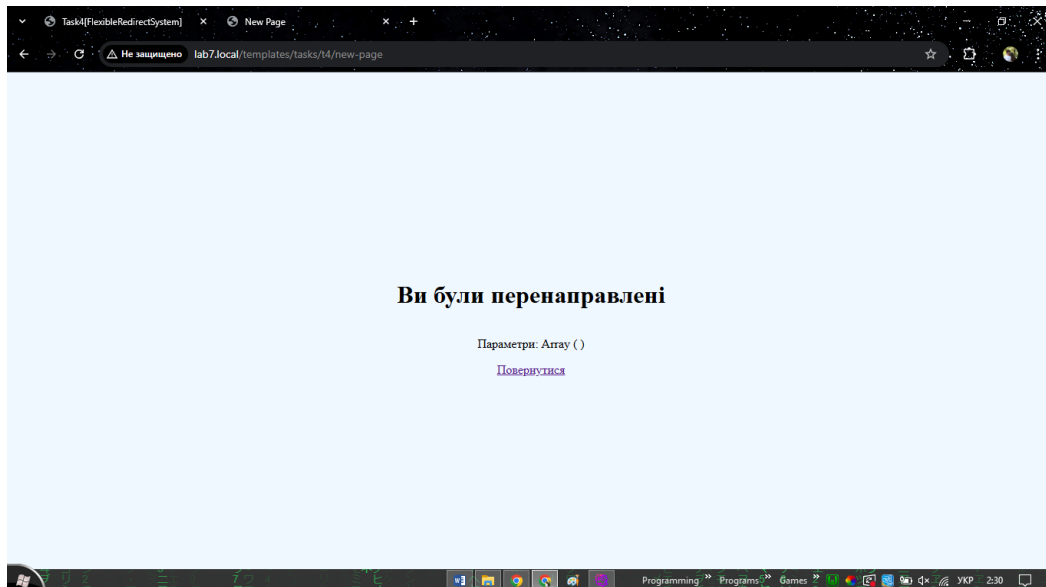 Task4[FlexibleRedirectSystem]
New Page
Не защищено
lab7.local/templates/tasks/t4/new-page
Ви були перенаправлені
Параметри: Array ( )
Повернутися
Programming
Programs
Games
УКР
2:30